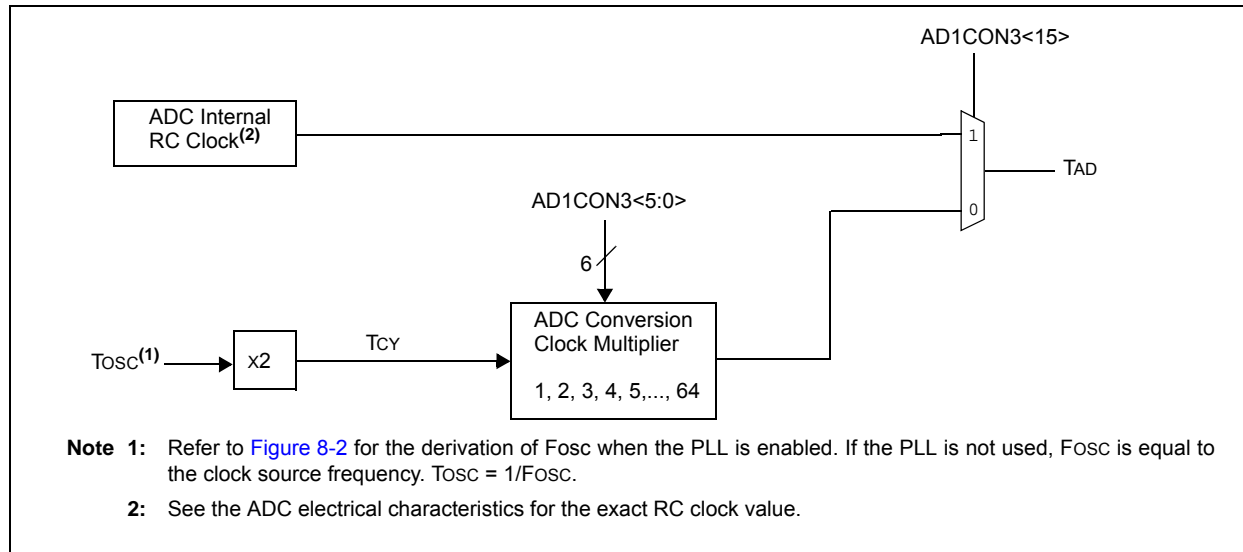 AD1CON3<15>
ADC Internal
RC Clock(2)
1
TAD
AD1CON3<5:0>
0
6
ADC Conversion
Clock Multiplier
TOSC(1)
X2
TCY
1, 2, 3, 4, 5,..., 64
Note 1: Refer to Figure 8-2 for the derivation of Fosc when the PLL is enabled. If the PLL is not used, FOSC is equal to
the clock source frequency. TOSC = 1/FOSC.
2: See the ADC electrical characteristics for the exact RC clock value.